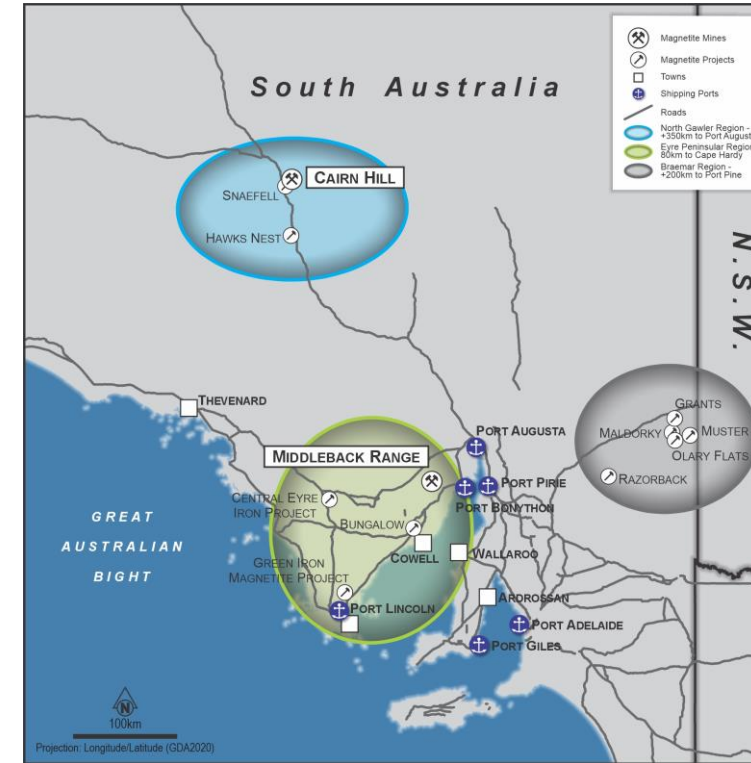 South Australia
Magnetite Mines
Magnetite Projects
Towns
Shipping Ports
Roads
North Gawler Region -
+350km to Port August
Eyre Peninsular Region
80km to Cape Hardy
Braemar Region -
+200km to Port Pine
N.S.W.
CAIRN HILL
SNAEFELL
HAWKS NEST
THEVENARD
GRANTS
MALDORKY
MUSTER
OLARY FLATS
RAZORBACK
PORT AUGUSTA
MIDDLEBACK RANGE
PORT PIRIE
PORT BONYTHON
CENTRAL EYRE
IRON PROJECT
BUNGALOW
COWELL
WALLAROO
GREAT
AUSTRALIAN
BIGHT
GREEN IRON
MAGNETITE PROJECT
ARDROSSAN
PORT LINCOLN
PORT ADELAIDE
PORT GILES
N
100km
Projection: Longitude/Latitude (GDA2020)